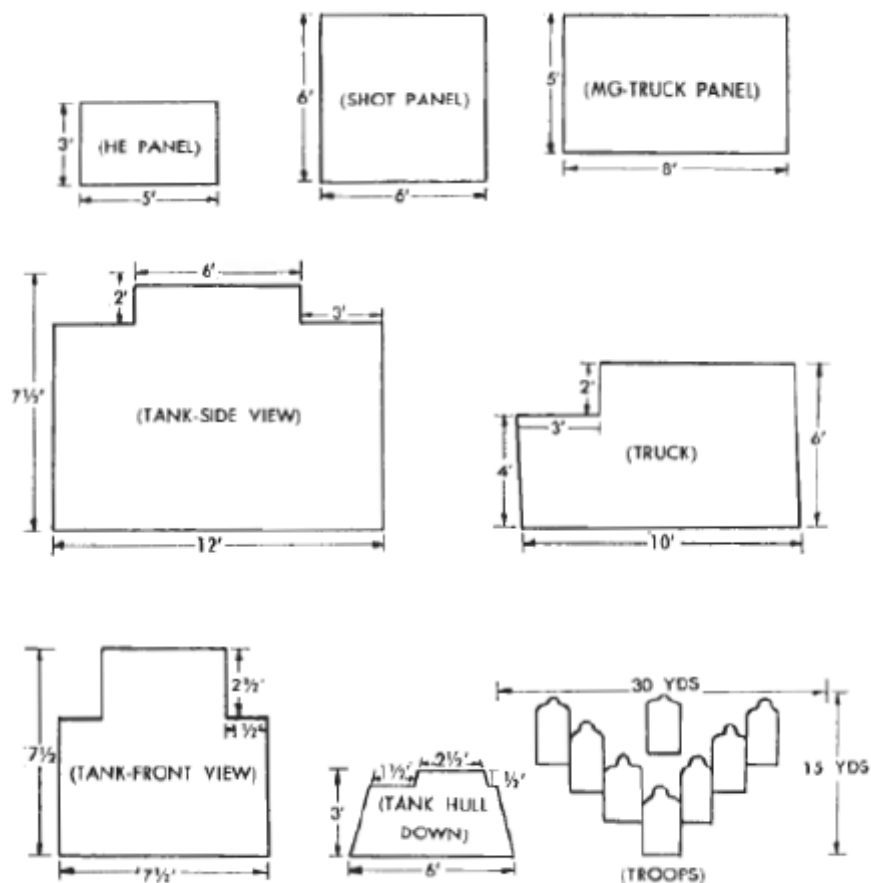 3'
(HE PANEL)
5'
6'
(SHOT PANEL)
6'
5'
(MG-TRUCK PANEL)
8'
6'
2'
3'
7½'
(TANK-SIDE VIEW)
12'
2'
3'
4'
6'
(TRUCK)
10'
2½'
½'
7½
(TANK-FRONT VIEW)
'7½'
1½'
2½'
½'
3'
(TANK HULL
DOWN)
6'
30 YDS
15 YDS
(TROOPS)